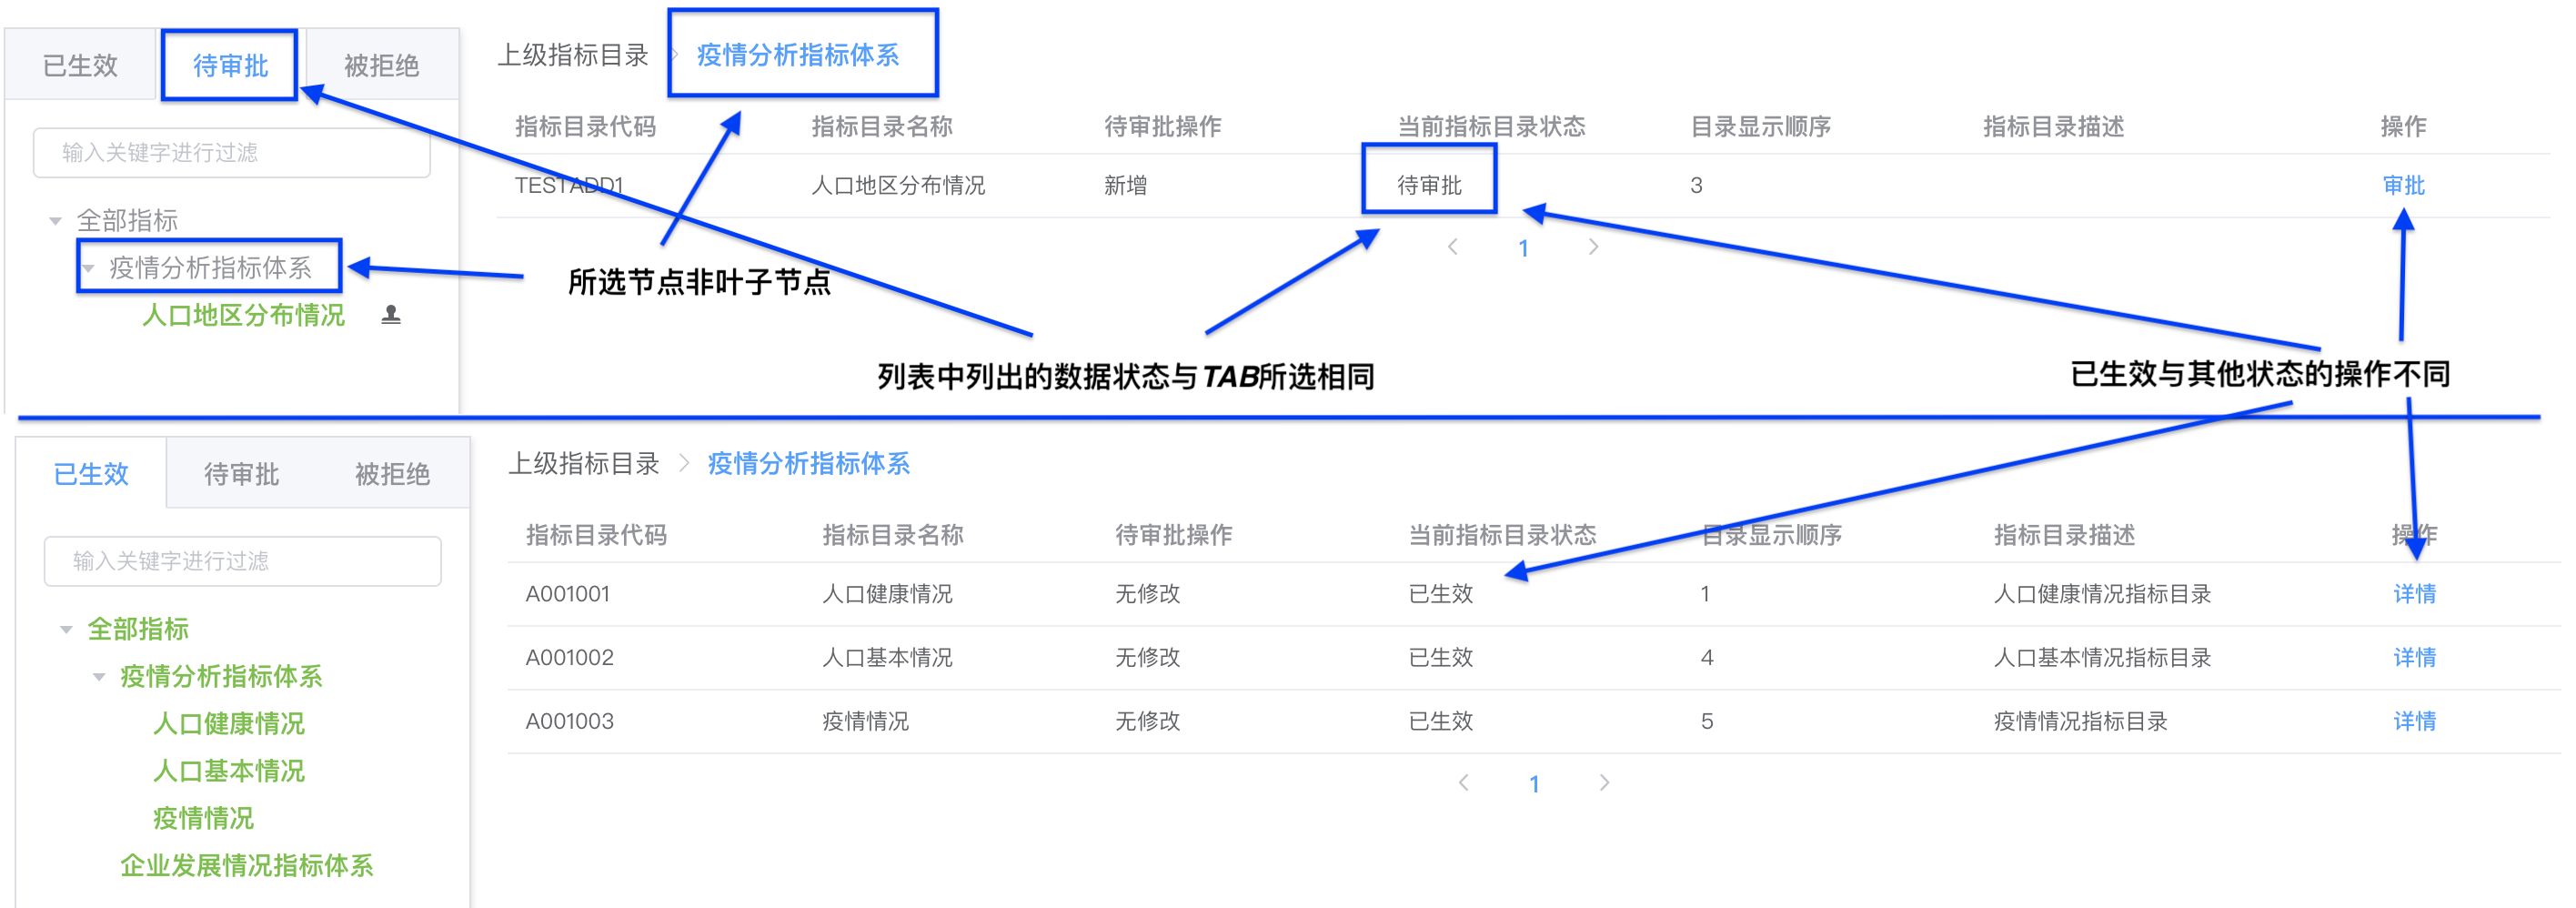 已生效 待审批 被拒绝
输入关键字进行过滤
全部指标
疫情分析指标体系
人口地区分布情况
上级指标目录 > 疫情分析指标体系
指标目录代码 指标目录名称 待审批操作 当前指标目录状态 目录显示顺序 指标目录描述 操作
TESTADD1 人口地区分布情况 新增 待审批 3 审批
< 1 >
所选节点非叶子节点
列表中列出的数据状态与TAB所选相同
已生效与其他状态的操作不同
已生效 待审批 被拒绝
输入关键字进行过滤
全部指标
疫情分析指标体系
人口健康情况
人口基本情况
疫情情况
企业发展情况指标体系
上级指标目录 > 疫情分析指标体系
指标目录代码 指标目录名称 待审批操作 当前指标目录状态 目录显示顺序 指标目录描述 操作
A001001 人口健康情况 无修改 已生效 1 人口健康情况指标目录 详情
A001002 人口基本情况 无修改 已生效 4 人口基本情况指标目录 详情
A001003 疫情情况 无修改 已生效 5 疫情情况指标目录 详情
< 1 >